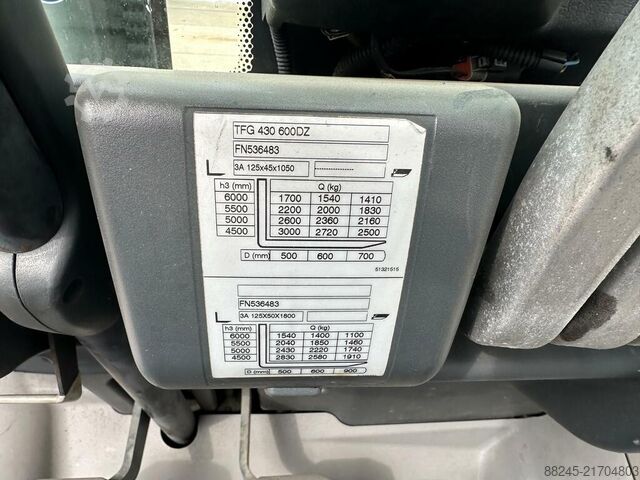 TFG 430 600DZ
FN536483
3A 125x45x1050 ----------------
h3 (mm) Q (kg)
6000 1700 1540 1410
5500 2200 2000 1830
5000 2600 2360 2160
4500 3000 2720 2500
D (mm) 500 600 700
51321515
FN536483
3A 125X50X1800
h3 (mm) Q (kg)
6000 1540 1400 1100
5500 2040 1850 1460
5000 2430 2220 1740
4500 2830 2580 1910
D (mm) 500 600 900
88245-21704803